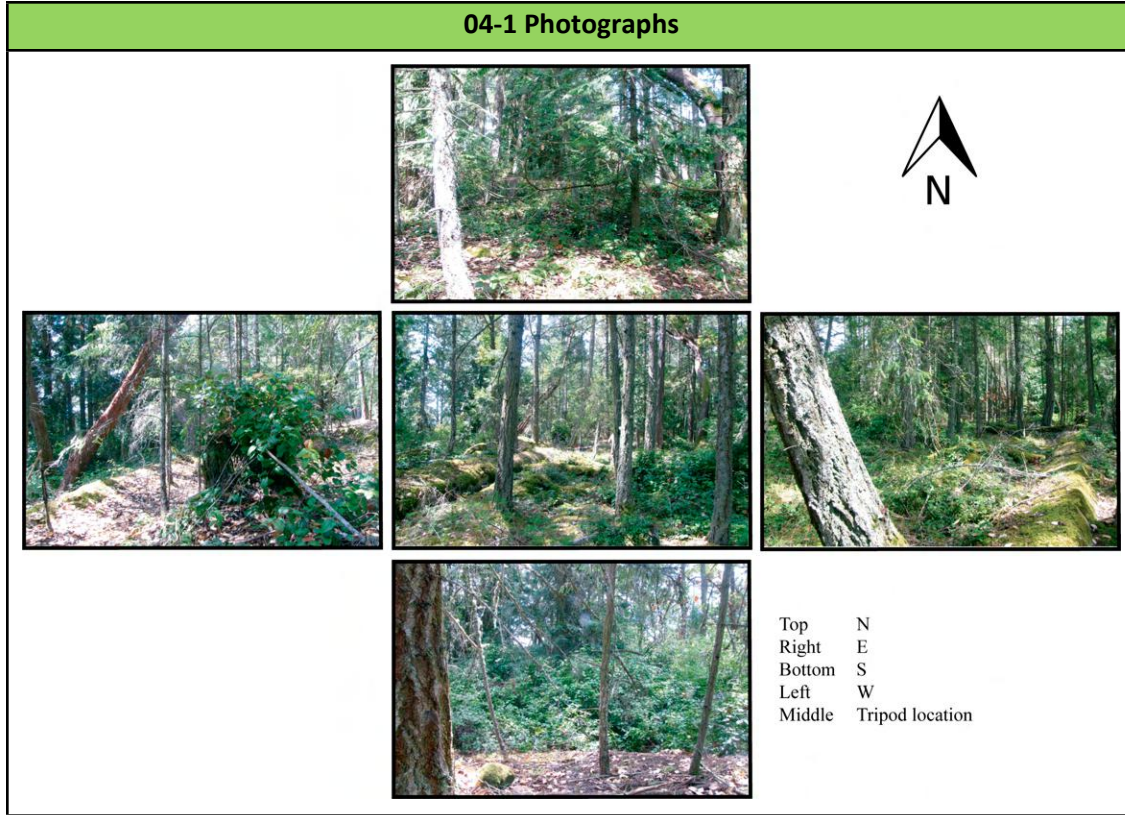 04-1 Photographs
N
Top N
Right E
Bottom S
Left W
Middle Tripod location